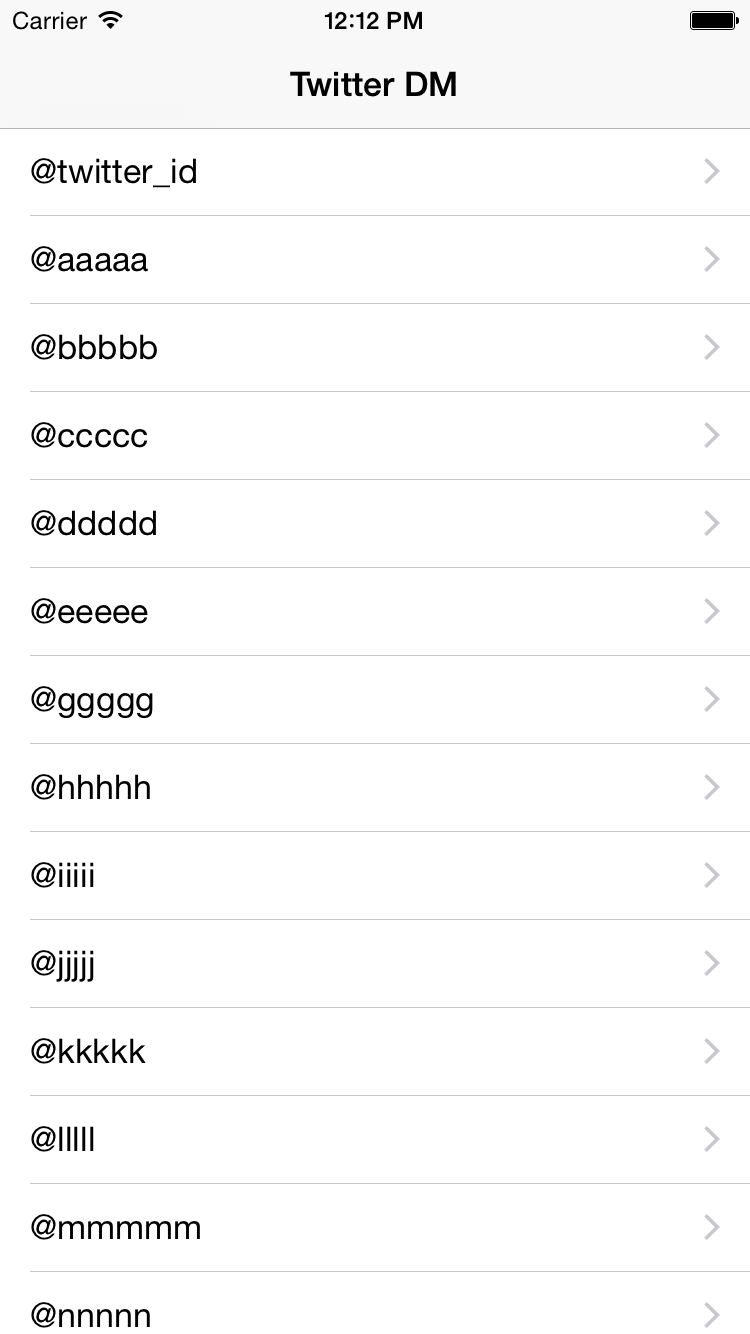 Carrier 12:12 PM
Twitter DM
@twitter_id
@aaaaa
@bbbbb
@ccccc
@ddddd
@eeeee
@ggggg
@hhhhh
@iiiii
@jjjjj
@kkkkk
@lllll
@mmmmm
@nnnnn